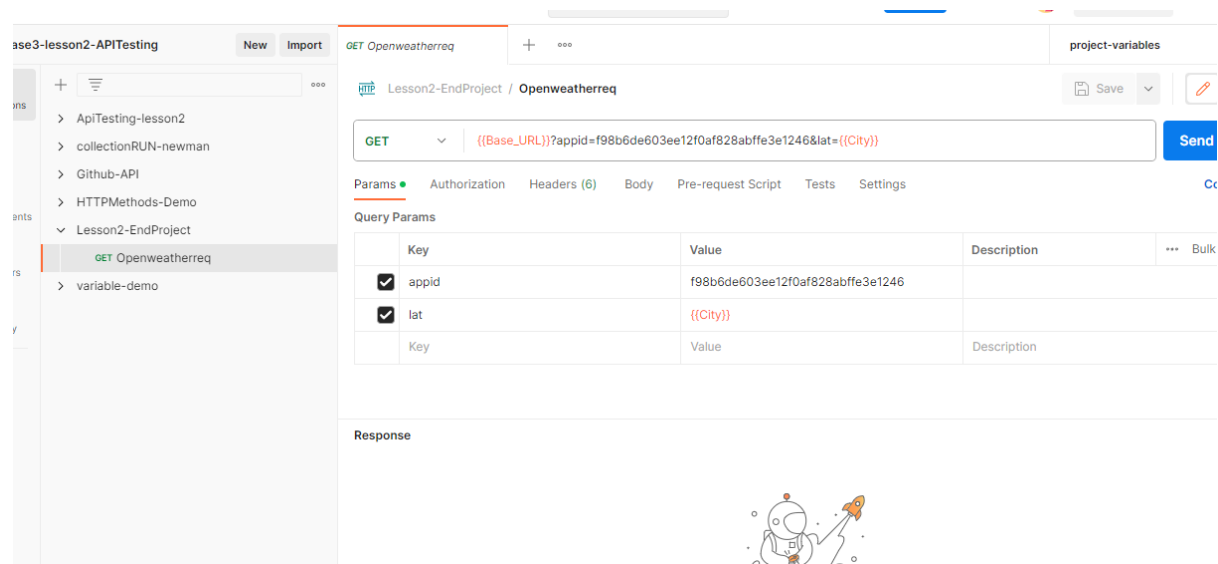 ase3-lesson2-APITesting New Import GET Openweatherreq project-variables
ons
Lesson2-EndProject / Openweatherreq Save
ApiTesting-lesson2
collectionRUN-newman
GET {{Base_URL}}?appid=f98b6de603ee12f0af828abffe3e1246&lat={{City}} Send
Github-API
Params Authorization Headers (6) Body Pre-request Script Tests Settings Co
HTTPMethods-Demo
ents
Query Params
Lesson2-EndProject
Key Value Description Bulk
GET Openweatherreq
rs
appid f98b6de603ee12f0af828abffe3e1246
variable-demo
lat {{City}}
y
Key Value Description
Response